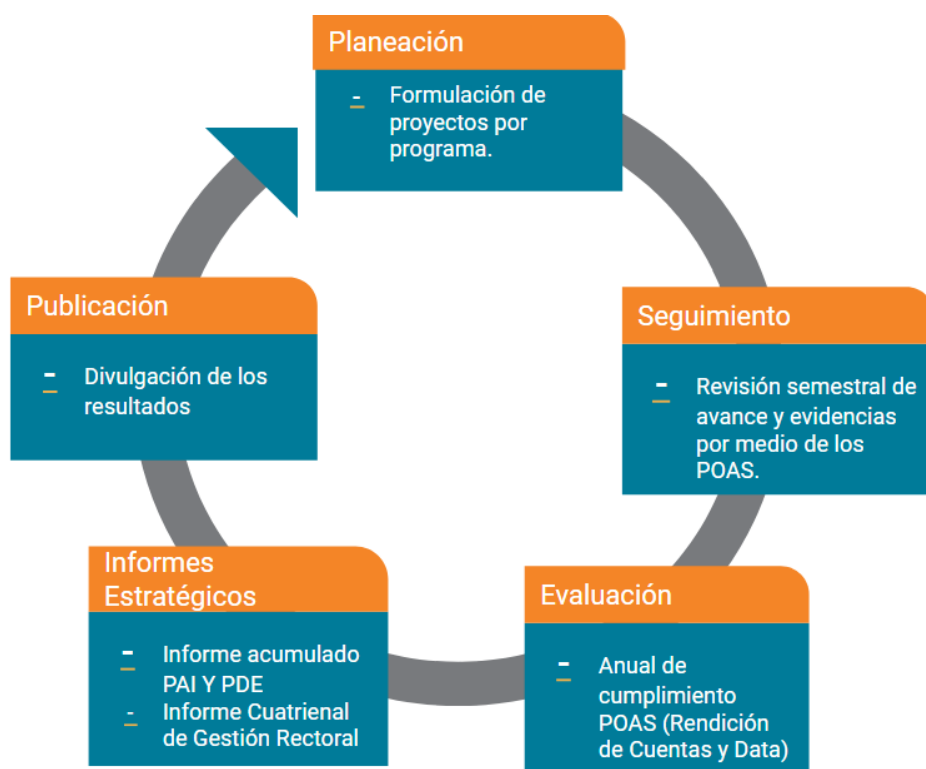 Planeación
- Formulación de
proyectos por
programa.
Seguimiento
- Revisión semestral de
avance y evidencias
por medio de los
POAS.
Evaluación
- Anual de
cumplimiento
POAS (Rendición
de Cuentas y Data)
Informes
Estratégicos
- Informe acumulado
PAI Y PDE
- Informe Cuatrienal
de Gestión Rectoral
Publicación
- Divulgación de los
resultados